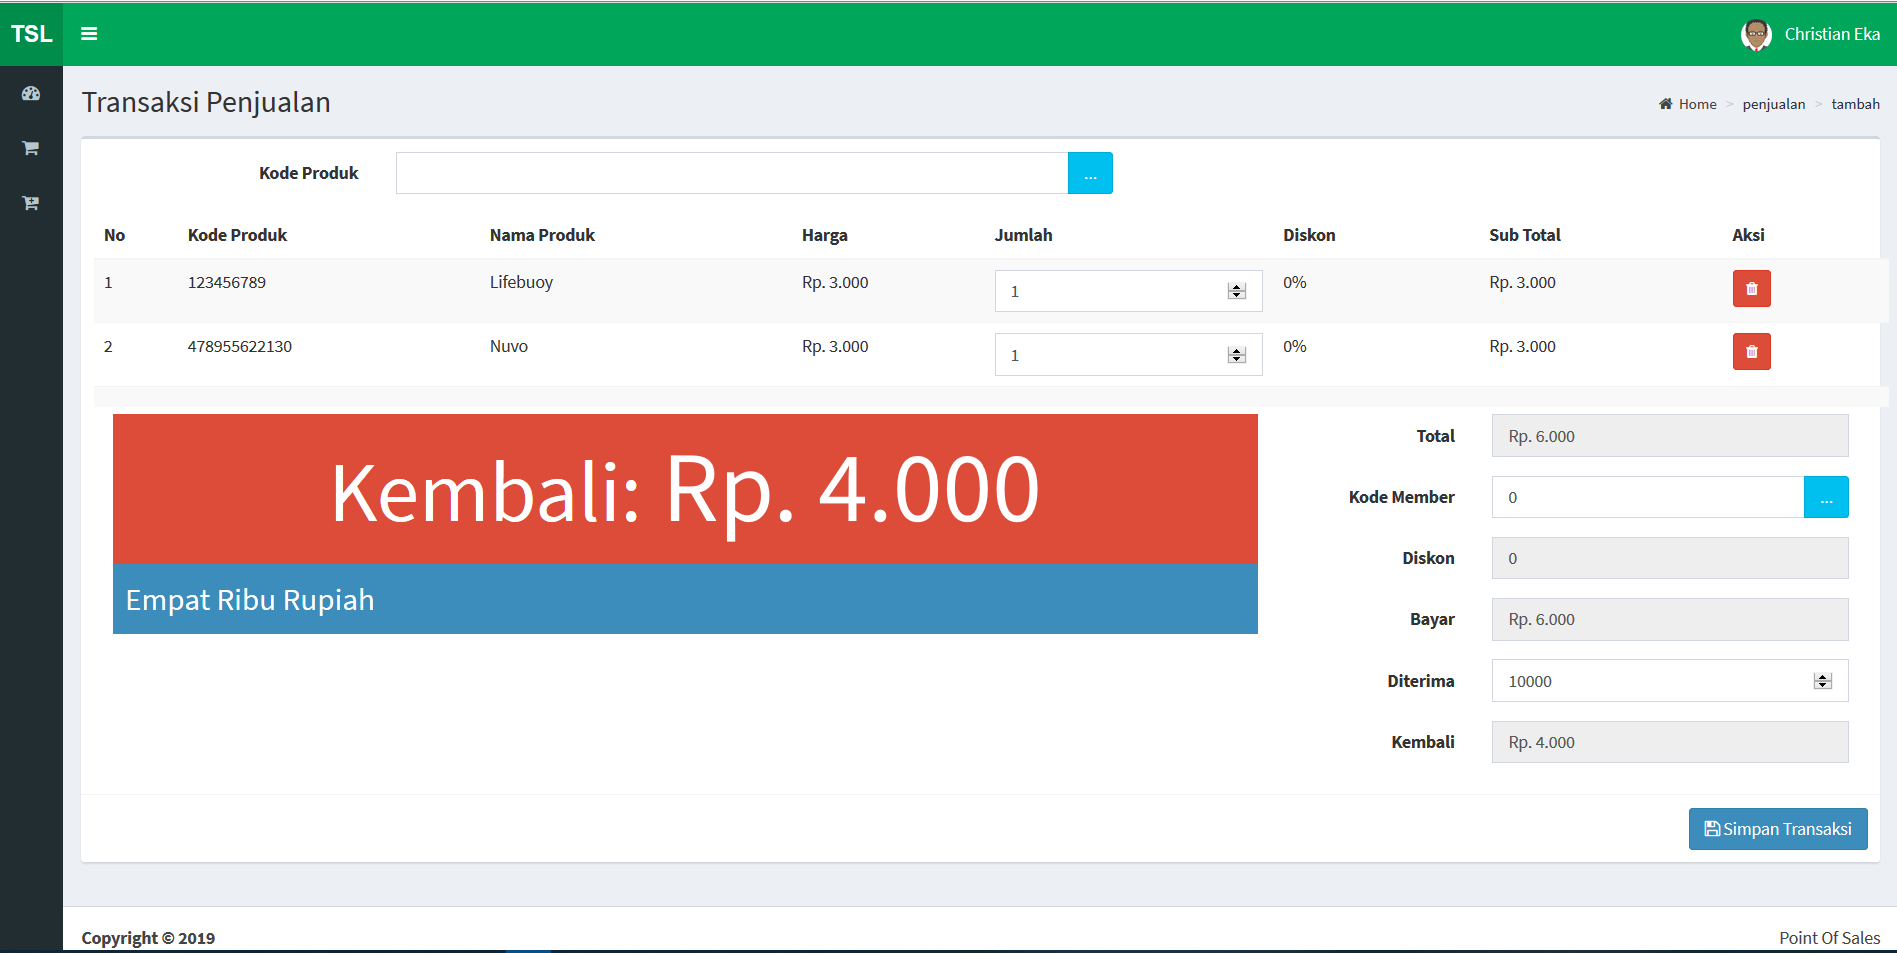 TSL
Christian Eka
Transaksi Penjualan
Home > penjualan > tambah
Kode Produk ...
No Kode Produk Nama Produk Harga Jumlah Diskon Sub Total Aksi
1 123456789 Lifebuoy Rp. 3.000 1 0% Rp. 3.000
2 478955622130 Nuvo Rp. 3.000 1 0% Rp. 3.000
Kembali: Rp. 4.000
Empat Ribu Rupiah
Total Rp. 6.000
Kode Member 0 ...
Diskon 0
Bayar Rp. 6.000
Diterima 10000
Kembali Rp. 4.000
Simpan Transaksi
Copyright © 2019
Point Of Sales